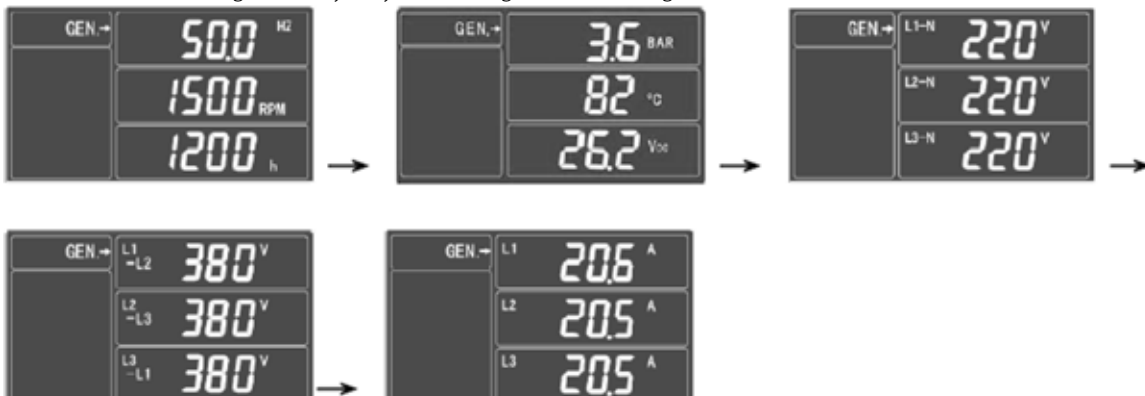 GEN.→ 50.0 HZ
1500 RPM
1200 h
GEN.→ 3.6 BAR
82 °C
26.2 VDC
GEN.→ L1-N 220 V
L2-N 220 V
L3-N 220 V
GEN.→ L1-L2 380 V
L2-L3 380 V
L3-L1 380 V
GEN.→ L1 20.6 A
L2 20.5 A
L3 20.5 A